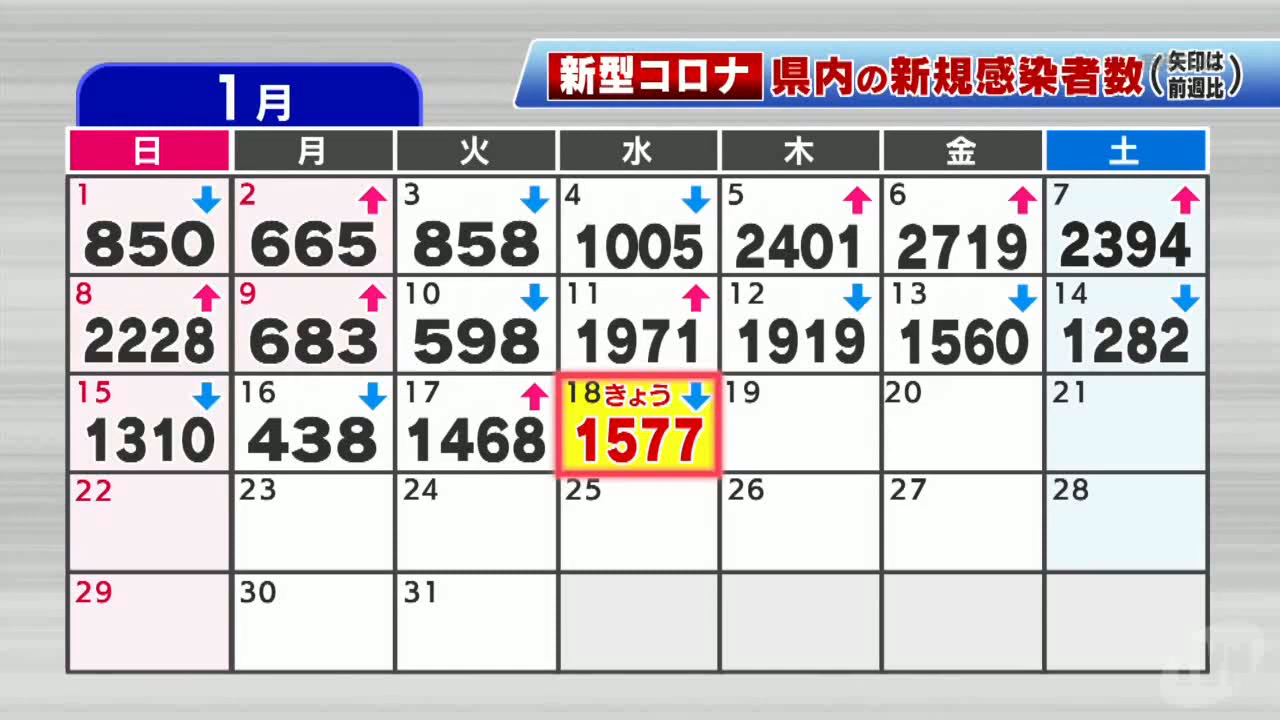 新型コロナ 県内の新規感染者数(矢印は前週比)
1月
日 月 火 水 木 金 土
1 ⬇ 2 ⬆ 3 ⬇ 4 ⬇ 5 ⬆ 6 ⬆ 7 ⬆
850 665 858 1005 2401 2719 2394
8 ⬆ 9 ⬆ 10 ⬇ 11 ⬆ 12 ⬇ 13 ⬇ 14 ⬇
2228 683 598 1971 1919 1560 1282
15 ⬇ 16 ⬇ 17 ⬆ 18きょう ⬇ 19 20 21
1310 438 1468 1577
22 23 24 25 26 27 28
29 30 31